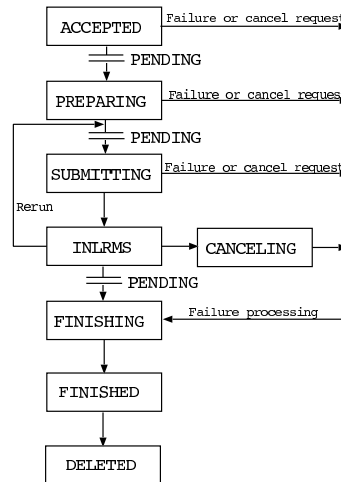 ACCEPTED
Failure or cancel request
PENDING
PREPARING
Failure or cancel request
PENDING
SUBMITTING
Failure or cancel request
Rerun
INLRMS
CANCELING
PENDING
FINISHING
Failure processing
FINISHED
DELETED